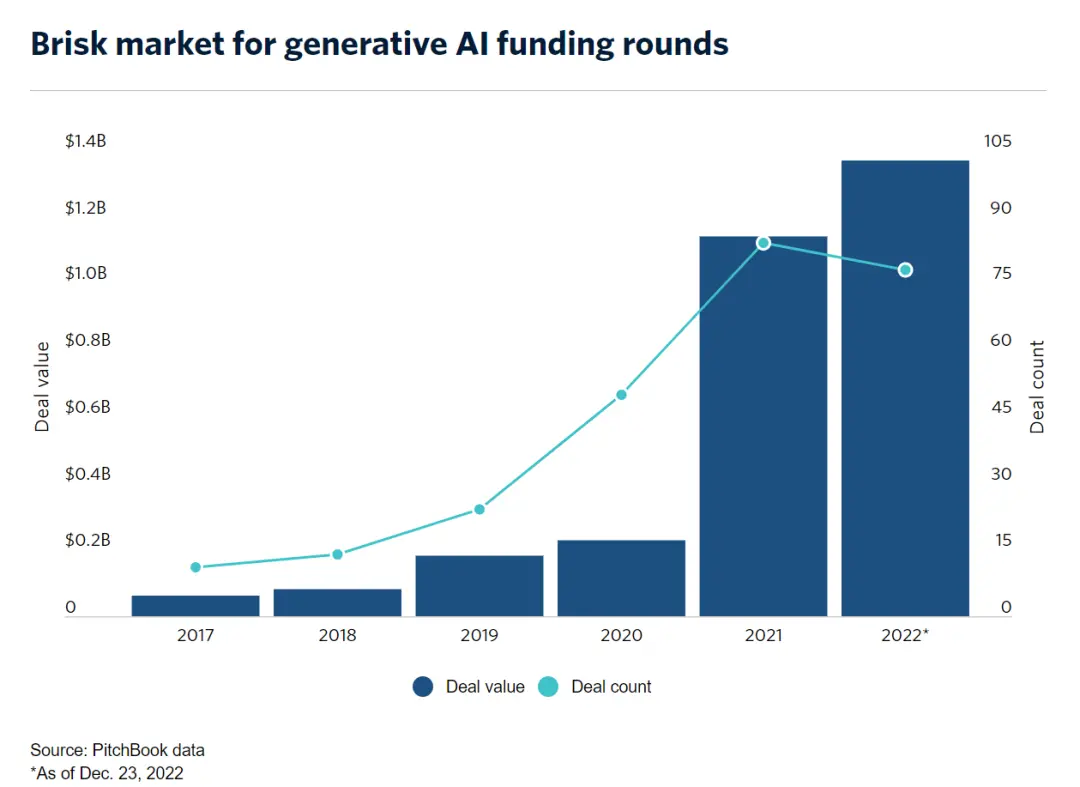 Brisk market for generative AI funding rounds
$1.4B
$1.2B
$1.0B
$0.8B
$0.6B
$0.4B
$0.2B
0
Deal value
105
90
75
60
45
30
15
0
Deal count
2017 2018 2019 2020 2021 2022*
Deal value Deal count
Source: PitchBook data
*As of Dec. 23, 2022